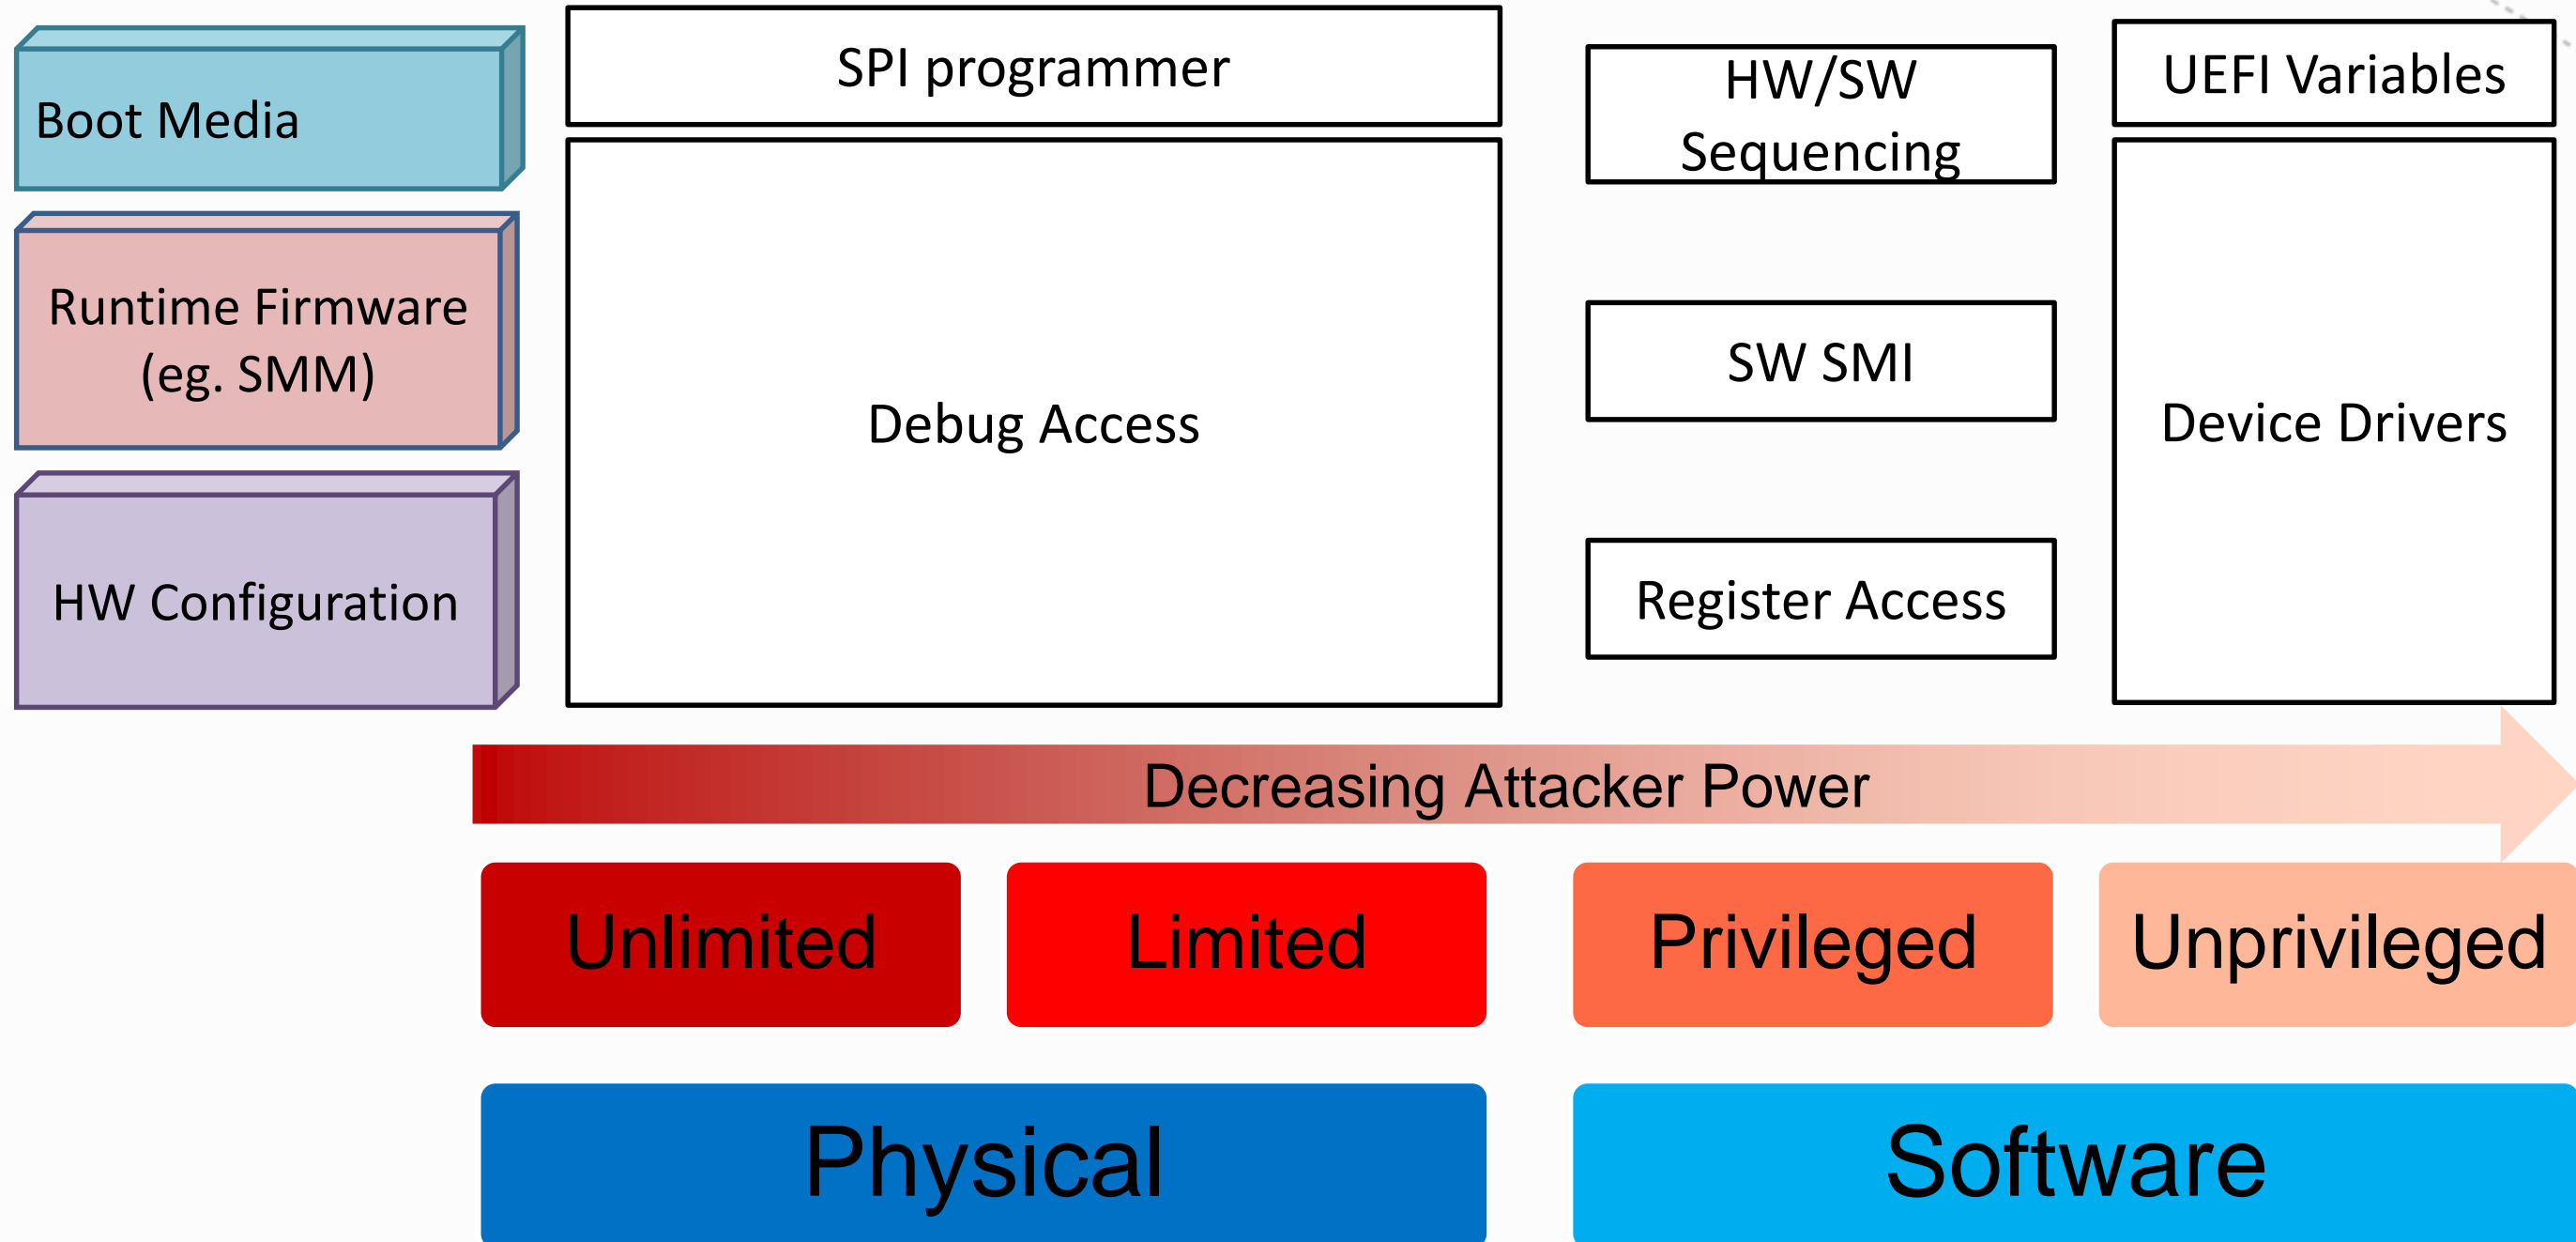 Boot Media
SPI programmer
HW/SW
Sequencing
UEFI Variables
Runtime Firmware
(eg. SMM)
Debug Access
SW SMI
Device Drivers
HW Configuration
Register Access
Decreasing Attacker Power
Unlimited
Limited
Privileged
Unprivileged
Physical
Software